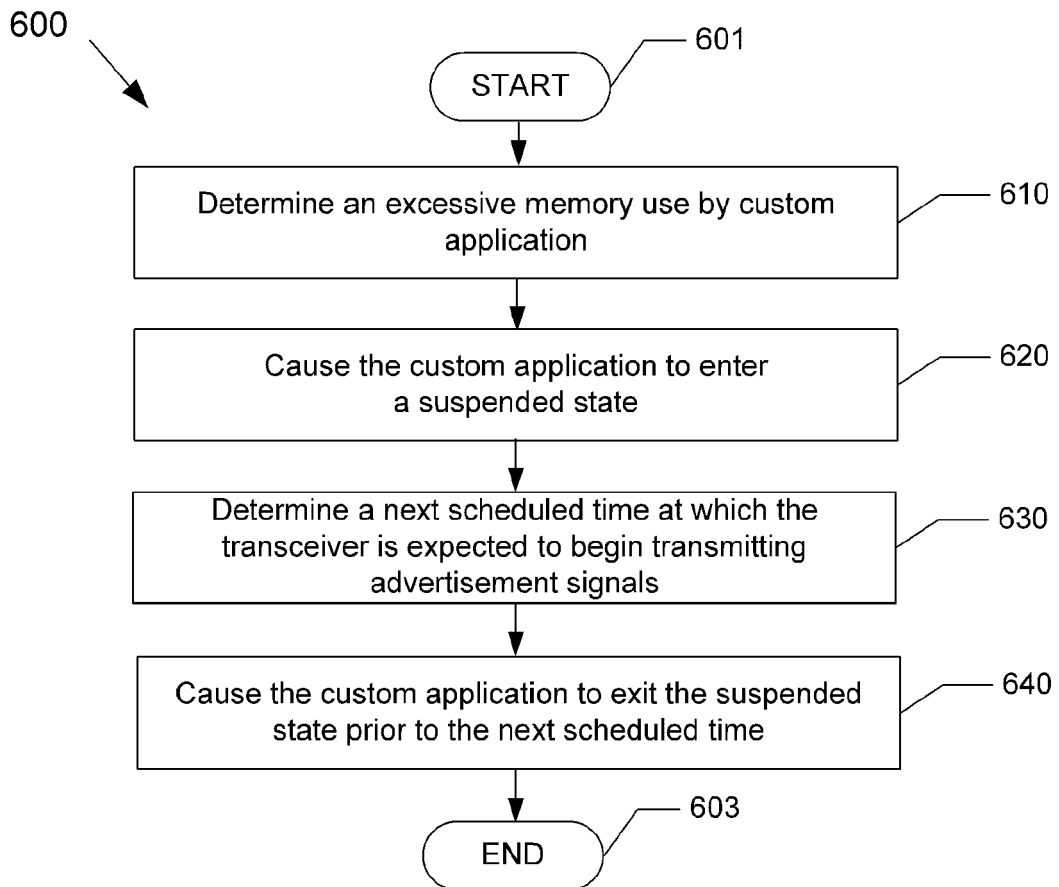 600
601
START
Determine an excessive memory use by custom
application
610
Cause the custom application to enter
a suspended state
620
Determine a next scheduled time at which the
transceiver is expected to begin transmitting
advertisement signals
630
Cause the custom application to exit the suspended
state prior to the next scheduled time
640
603
END